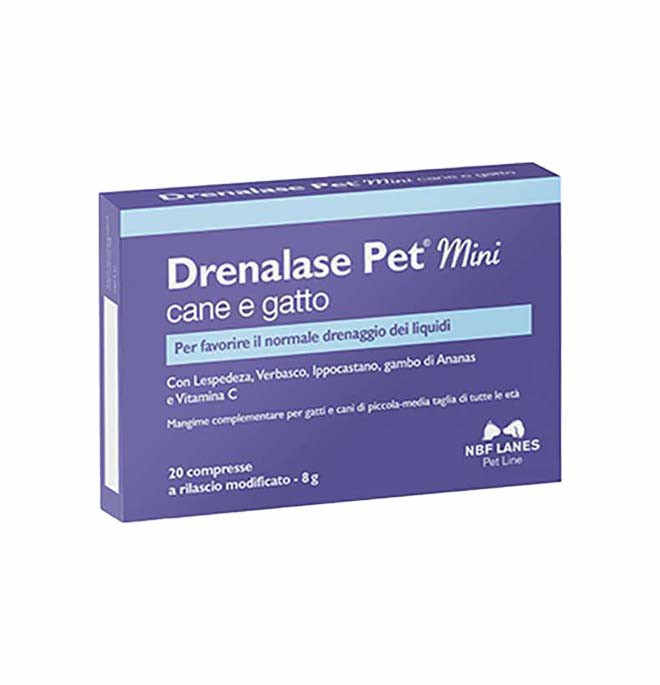 Drenalase Pet® Mini cane e gatto
Drenalase Pet® Mini
cane e gatto
Per favorire il normale drenaggio dei liquidi
Con Lespedeza, Verbasco, Ippocastano, gambo di Ananas
e Vitamina C
Mangime complementare per gatti e cani di piccola-media taglia di tutte le età
20 compresse
a rilascio modificato - 8 g
NBF LANES
Pet Line